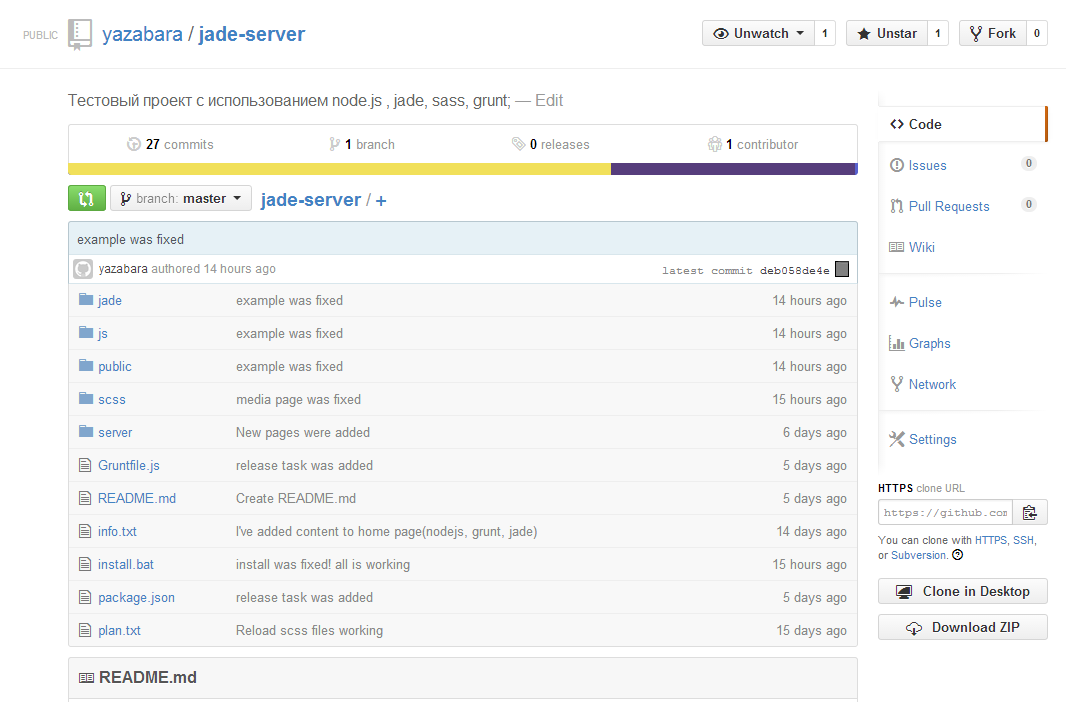 PUBLIC yazabara / jade-server Unwatch 1 Unstar 1 Fork 0
Тестовый проект с использованием node.js , jade, sass, grunt; — Edit
27 commits 1 branch 0 releases 1 contributor
branch: master jade-server / +
example was fixed
yazabara authored 14 hours ago latest commit deb058de4e
jade example was fixed 14 hours ago
js example was fixed 14 hours ago
public example was fixed 14 hours ago
scss media page was fixed 15 hours ago
server New pages were added 6 days ago
Gruntfile.js release task was added 5 days ago
README.md Create README.md 5 days ago
info.txt I've added content to home page(nodejs, grunt, jade) 14 days ago
install.bat install was fixed! all is working 15 hours ago
package.json release task was added 5 days ago
plan.txt Reload scss files working 15 days ago
README.md
Code
Issues 0
Pull Requests 0
Wiki
Pulse
Graphs
Network
Settings
HTTPS clone URL
https://github.com
You can clone with HTTPS, SSH,
or Subversion.
Clone in Desktop
Download ZIP